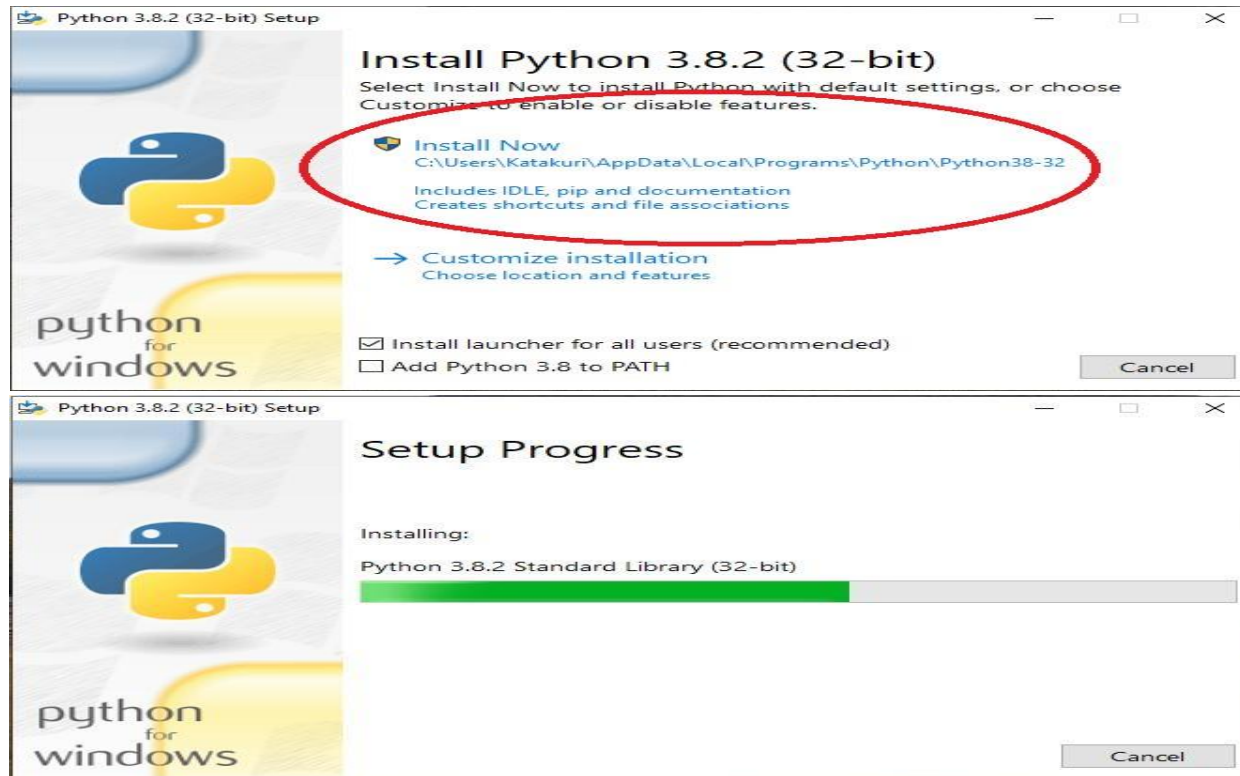 Python 3.8.2 (32-bit) Setup
Install Python 3.8.2 (32-bit)
Select Install Now to install Python with default settings, or choose
Customize to enable or disable features.
Install Now
C:\Users\Katakuri\AppData\Local\Programs\Python\Python38-32
Includes IDLE, pip and documentation
Creates shortcuts and file associations
Customize installation
Choose location and features
python
for
windows
Install launcher for all users (recommended)
Add Python 3.8 to PATH
Cancel
Python 3.8.2 (32-bit) Setup
Setup Progress
Installing:
Python 3.8.2 Standard Library (32-bit)
python
for
windows
Cancel